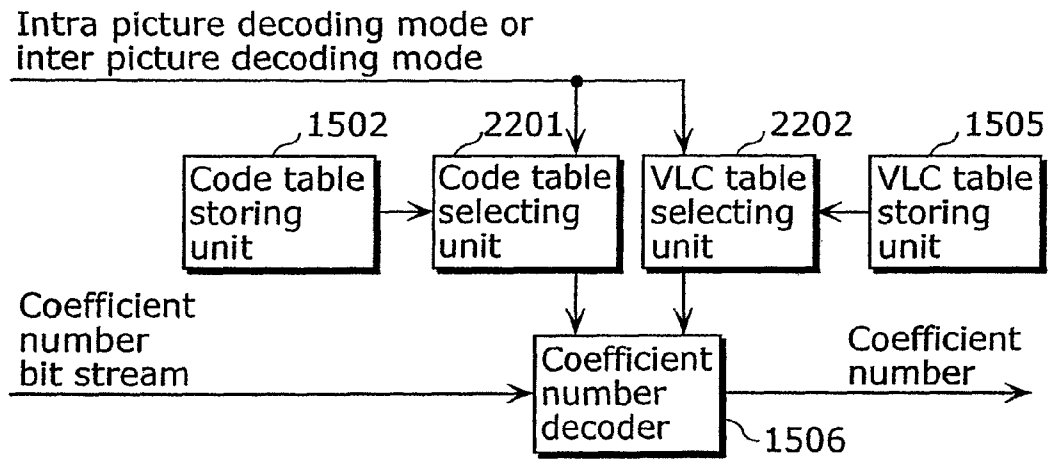 Intra picture decoding mode or
inter picture decoding mode
1502
2201
2202
1505
Code table
storing
unit
Code table
selecting
unit
VLC table
selecting
unit
VLC table
storing
unit
Coefficient
number
bit stream
Coefficient
number
decoder
Coefficient
number
1506